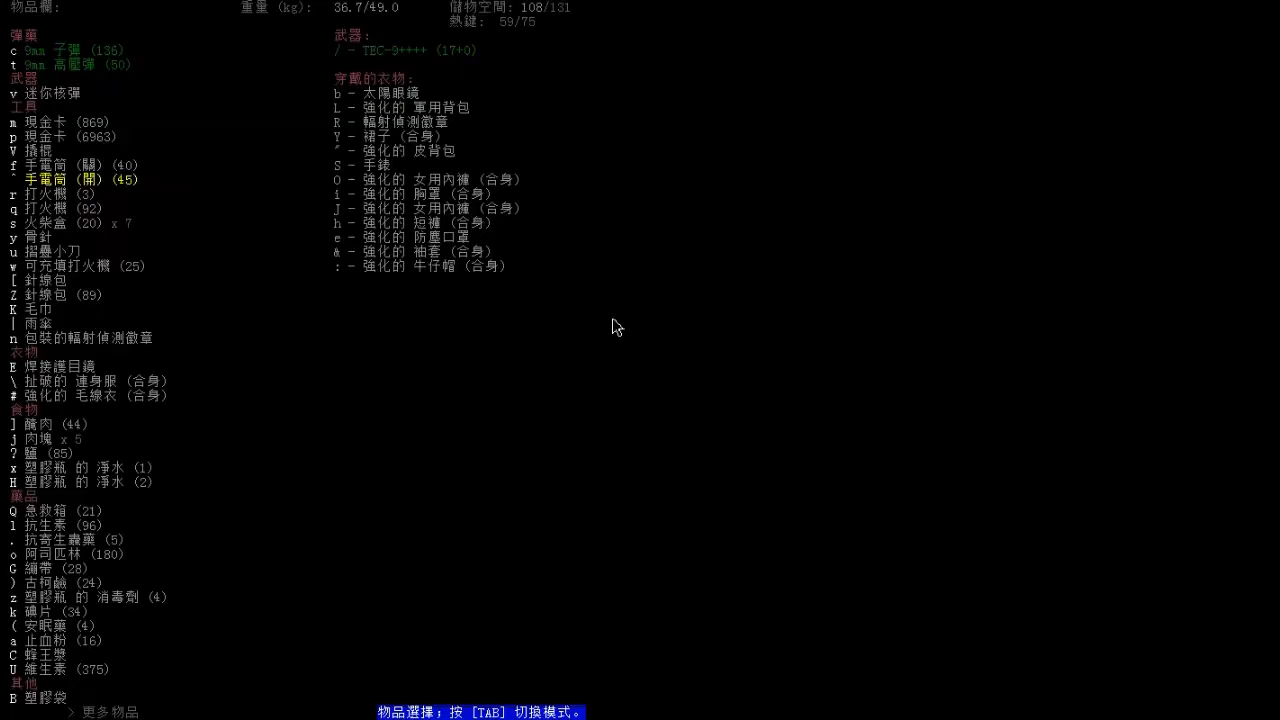 物品欄: 重量 (kg): 36.7/49.0 儲物空間: 108/131
熱鍵: 59/75
彈藥
c 9mm 子彈 (136)
t 9mm 高壓彈 (50)
武器
v 迷你核彈
工具
m 現金卡 (869)
p 現金卡 (6963)
V 撬棍
f 手電筒 (關) (40)
` 手電筒 (開) (45)
r 打火機 (3)
q 打火機 (92)
s 火柴盒 (20) x 7
y 骨針
u 摺疊小刀
w 可充填打火機 (25)
[ 針線包
Z 針線包 (89)
K 毛巾
| 雨傘
n 包裝的輻射偵測徽章
衣物
E 焊接護目鏡
\ 扯破的 連身服 (合身)
# 強化的 毛線衣 (合身)
食物
] 醃肉 (44)
j 肉塊 x 5
? 鹽 (85)
x 塑膠瓶 的 淨水 (1)
H 塑膠瓶 的 淨水 (2)
藥品
Q 急救箱 (21)
l 抗生素 (96)
. 抗寄生蟲藥 (5)
o 阿司匹林 (180)
G 繃帶 (28)
) 古柯鹼 (24)
z 塑膠瓶 的 消毒劑 (4)
k 碘片 (34)
( 安眠藥 (4)
a 止血粉 (16)
C 蜂王漿
U 維生素 (375)
其他
B 塑膠袋
> 更多物品
武器:
/ - TEC-9++++ (17+0)
穿戴的衣物:
b - 太陽眼鏡
L - 強化的 軍用背包
R - 輻射偵測徽章
Y - 裙子 (合身)
" - 強化的 皮背包
S - 手錶
O - 強化的 女用內褲 (合身)
i - 強化的 胸罩 (合身)
J - 強化的 女用內褲 (合身)
h - 強化的 短褲 (合身)
e - 強化的 防塵口罩
& - 強化的 袖套 (合身)
: - 強化的 牛仔帽 (合身)
物品選擇; 按 [TAB] 切換模式。